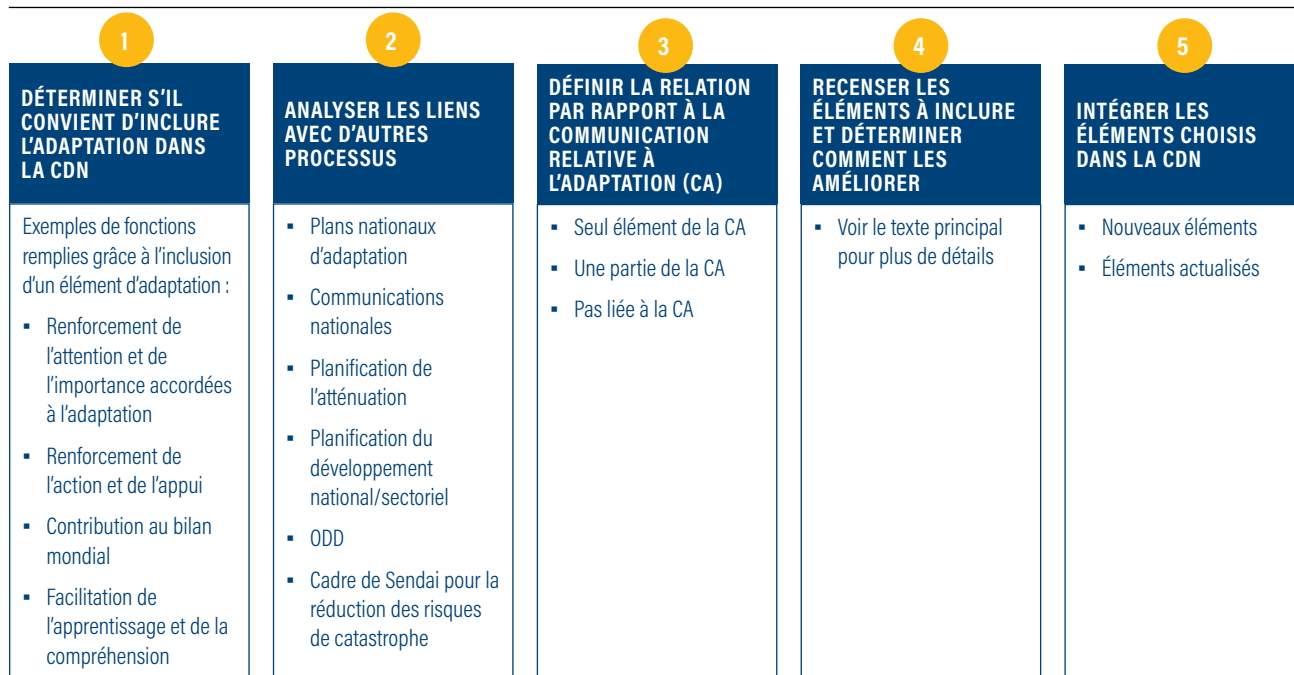 1
DÉTERMINER S'IL
CONVIENT D'INCLURE
L'ADAPTATION DANS
LA CDN
Exemples de fonctions
remplies grâce à l'inclusion
d'un élément d'adaptation :
▪ Renforcement de
l'attention et de
l'importance accordées
à l'adaptation
▪ Renforcement de
l'action et de l'appui
▪ Contribution au bilan
mondial
▪ Facilitation de
l'apprentissage et de la
compréhension
2
ANALYSER LES LIENS
AVEC D'AUTRES
PROCESSUS
▪ Plans nationaux
d'adaptation
▪ Communications
nationales
▪ Planification de
l'atténuation
▪ Planification du
développement
national/sectoriel
▪ ODD
▪ Cadre de Sendai pour la
réduction des risques
de catastrophe
3
DÉFINIR LA RELATION
PAR RAPPORT À LA
COMMUNICATION
RELATIVE À
L'ADAPTATION (CA)
▪ Seul élément de la CA
▪ Une partie de la CA
▪ Pas liée à la CA
4
RECENSER LES
ÉLÉMENTS À INCLURE
ET DÉTERMINER
COMMENT LES
AMÉLIORER
▪ Voir le texte principal
pour plus de détails
5
INTÉGRER LES
ÉLÉMENTS CHOISIS
DANS LA CDN
▪ Nouveaux éléments
▪ Éléments actualisés